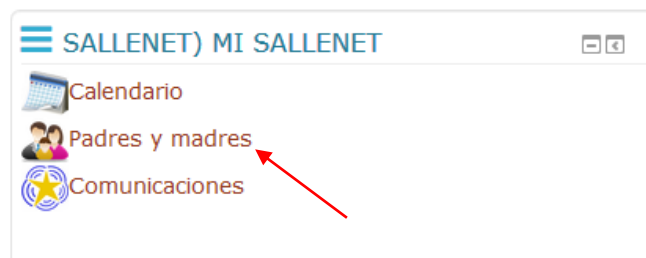 SALLENET) MI SALLENET
Calendario
Padres y madres
Comunicaciones